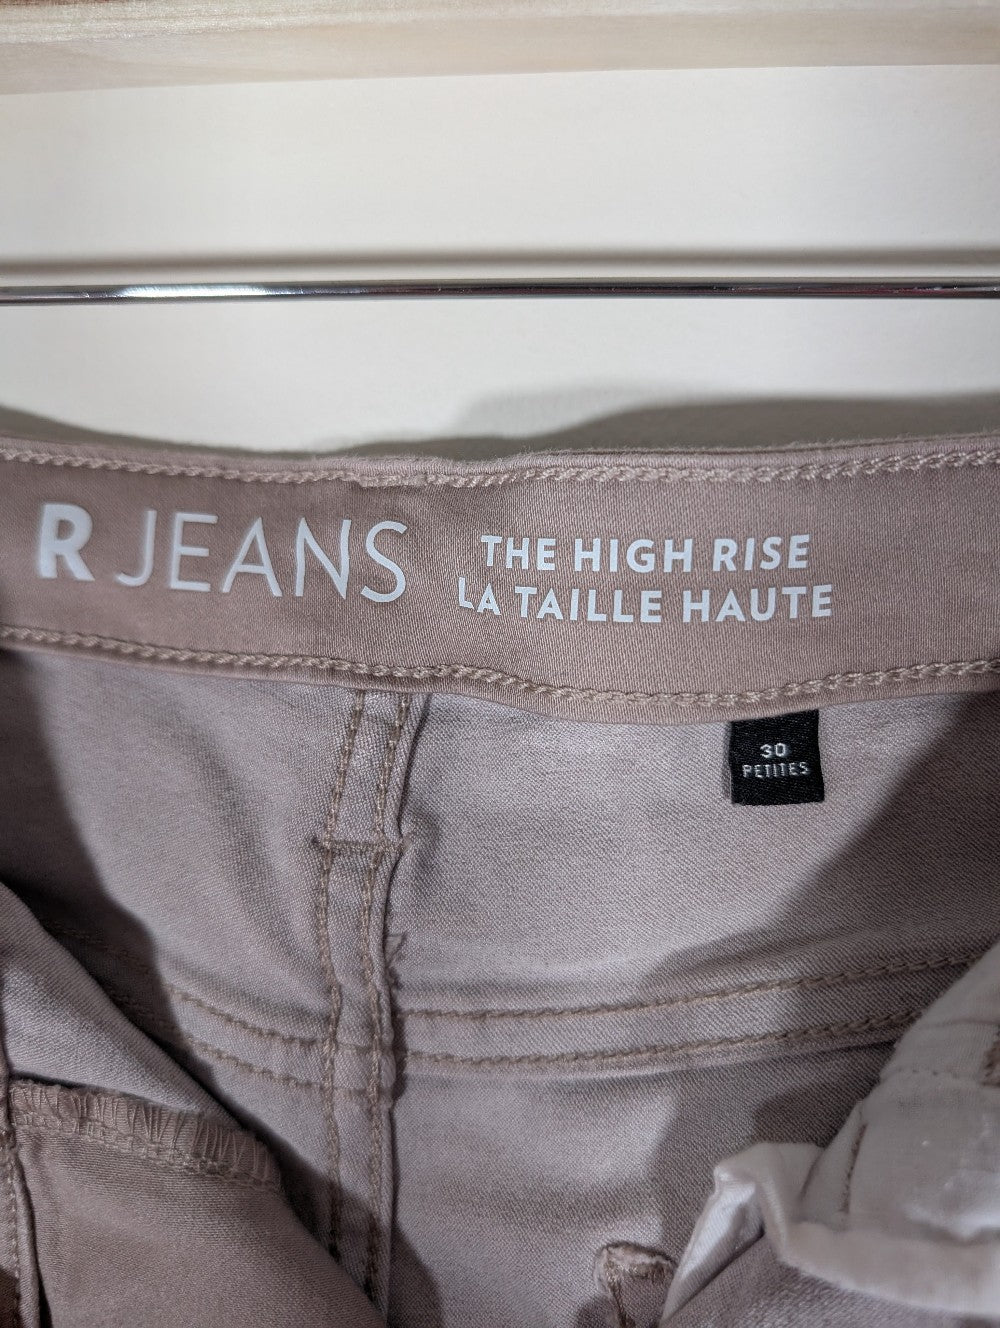 R JEANS
THE HIGH RISE
LA TAILLE HAUTE
30
PETITES